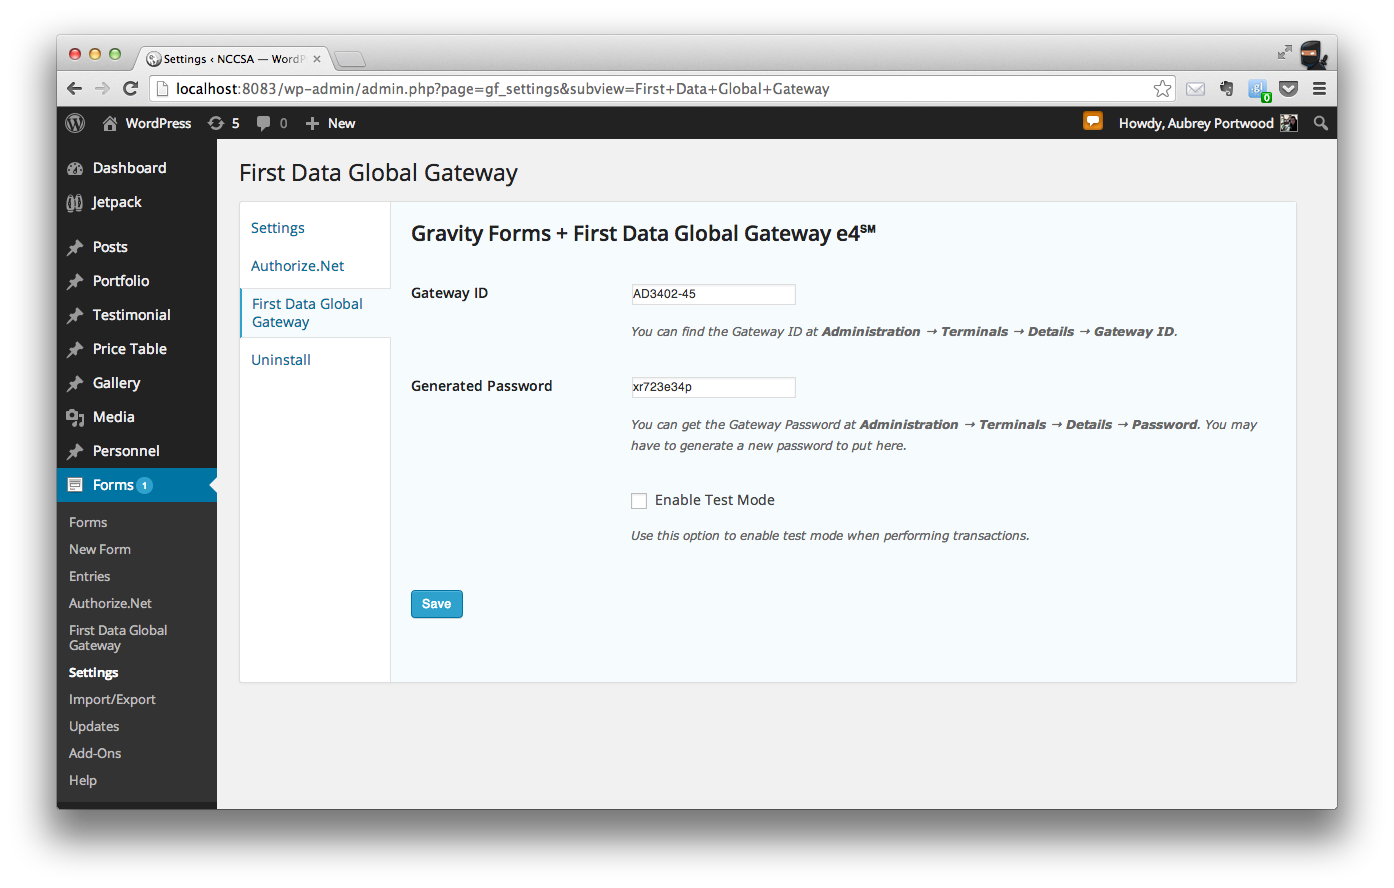 Settings ‹ NCCSA — WordP
localhost:8083/wp-admin/admin.php?page=gf_settings&subview=First+Data+Global+Gateway
WordPress 5 0 New Howdy, Aubrey Portwood
Dashboard
Jetpack
Posts
Portfolio
Testimonial
Price Table
Gallery
Media
Personnel
Forms 1
Forms
New Form
Entries
Authorize.Net
First Data Global
Gateway
Settings
Import/Export
Updates
Add-Ons
Help
First Data Global Gateway
Settings
Authorize.Net
First Data Global
Gateway
Uninstall
Gravity Forms + First Data Global Gateway e4℠
Gateway ID
AD3402-45
You can find the Gateway ID at Administration → Terminals → Details → Gateway ID.
Generated Password
xr723e34p
You can get the Gateway Password at Administration → Terminals → Details → Password. You may
have to generate a new password to put here.
Enable Test Mode
Use this option to enable test mode when performing transactions.
Save